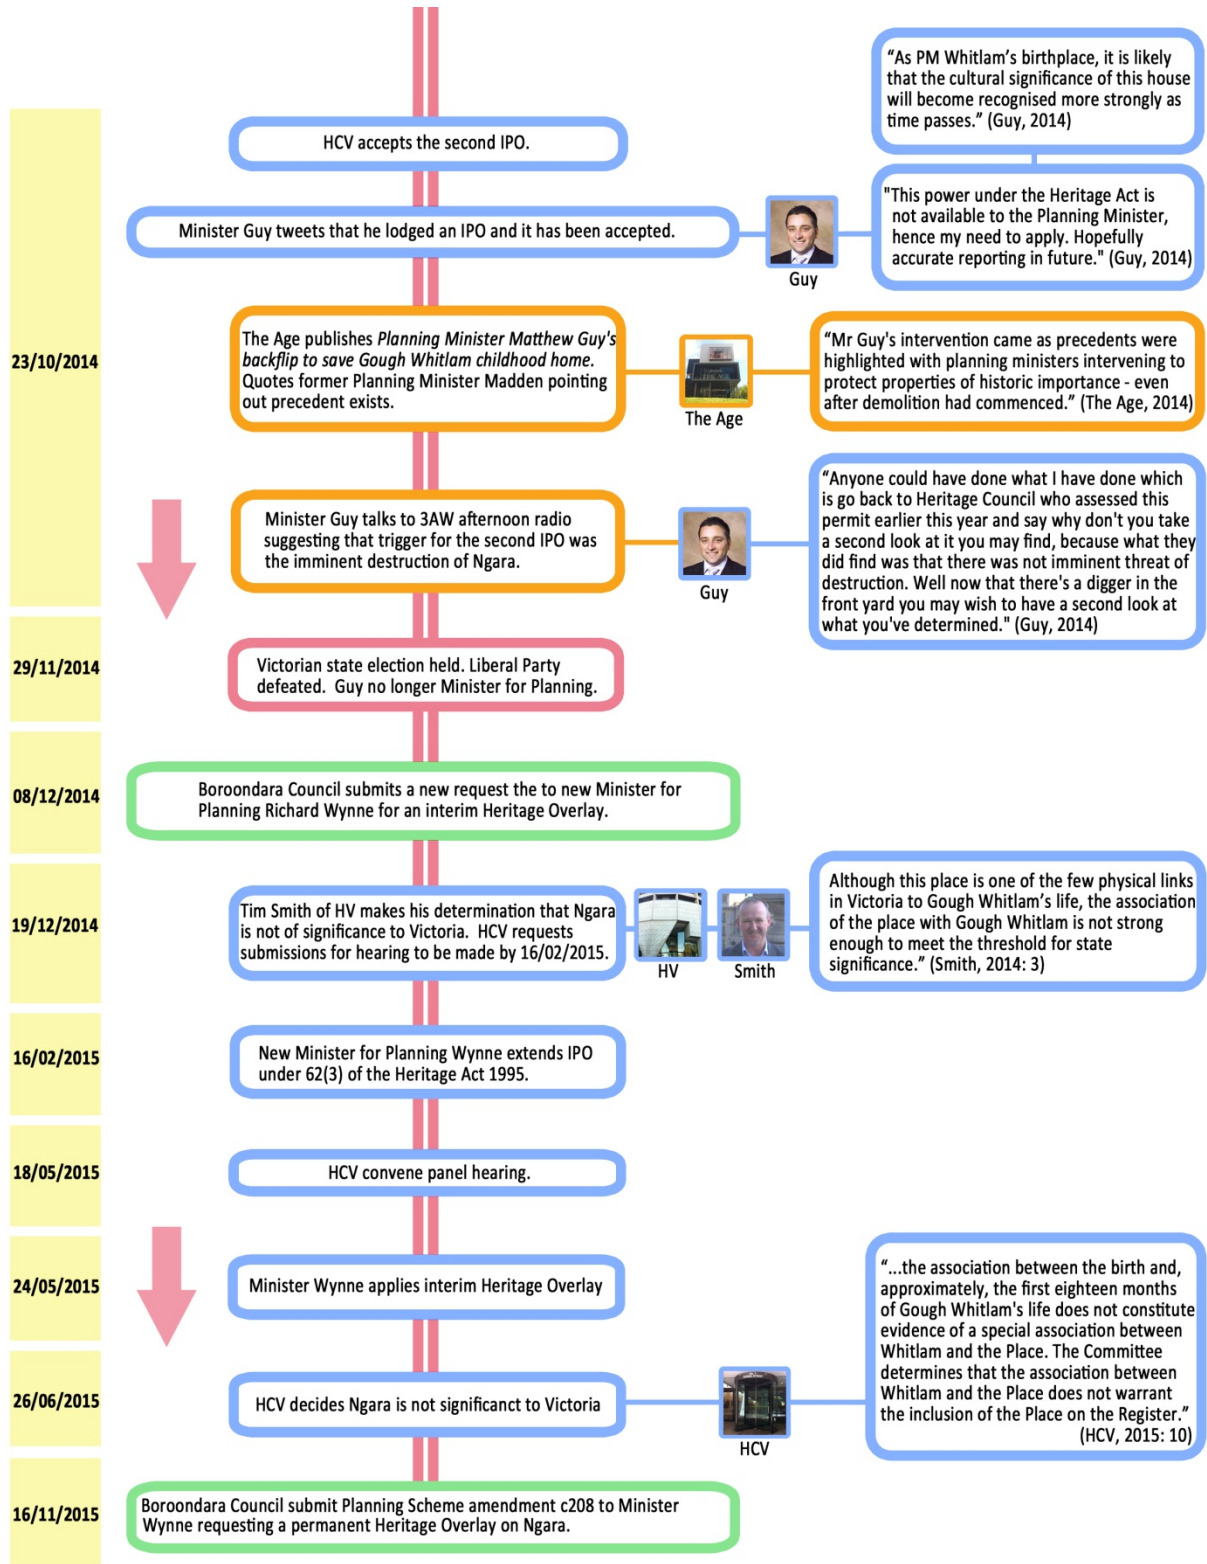 “As PM Whitlam’s birthplace, it is likely
that the cultural significance of this house
will become recognised more strongly as
time passes.” (Guy, 2014)
HCV accepts the second IPO.
Minister Guy tweets that he lodged an IPO and it has been accepted.
Guy
"This power under the Heritage Act is
not available to the Planning Minister,
hence my need to apply. Hopefully
accurate reporting in future." (Guy, 2014)
23/10/2014
The Age publishes Planning Minister Matthew Guy's
backflip to save Gough Whitlam childhood home.
Quotes former Planning Minister Madden pointing
out precedent exists.
The Age
“Mr Guy's intervention came as precedents were
highlighted with planning ministers intervening to
protect properties of historic importance - even
after demolition had commenced.” (The Age, 2014)
Minister Guy talks to 3AW afternoon radio
suggesting that trigger for the second IPO was
the imminent destruction of Ngara.
Guy
“Anyone could have done what I have done which
is go back to Heritage Council who assessed this
permit earlier this year and say why don't you take
a second look at it you may find, because what they
did find was that there was not imminent threat of
destruction. Well now that there's a digger in the
front yard you may wish to have a second look at
what you've determined." (Guy, 2014)
29/11/2014
Victorian state election held. Liberal Party
defeated. Guy no longer Minister for Planning.
08/12/2014
Boroondara Council submits a new request the to new Minister for
Planning Richard Wynne for an interim Heritage Overlay.
19/12/2014
Tim Smith of HV makes his determination that Ngara
is not of significance to Victoria. HCV requests
submissions for hearing to be made by 16/02/2015.
HV
Smith
Although this place is one of the few physical links
in Victoria to Gough Whitlam’s life, the association
of the place with Gough Whitlam is not strong
enough to meet the threshold for state
significance.” (Smith, 2014: 3)
16/02/2015
New Minister for Planning Wynne extends IPO
under 62(3) of the Heritage Act 1995.
18/05/2015
HCV convene panel hearing.
24/05/2015
Minister Wynne applies interim Heritage Overlay
26/06/2015
HCV decides Ngara is not significanct to Victoria
HCV
“...the association between the birth and,
approximately, the first eighteen months
of Gough Whitlam's life does not constitute
evidence of a special association between
Whitlam and the Place. The Committee
determines that the association between
Whitlam and the Place does not warrant
the inclusion of the Place on the Register.”
(HCV, 2015: 10)
16/11/2015
Boroondara Council submit Planning Scheme amendment c208 to Minister
Wynne requesting a permanent Heritage Overlay on Ngara.